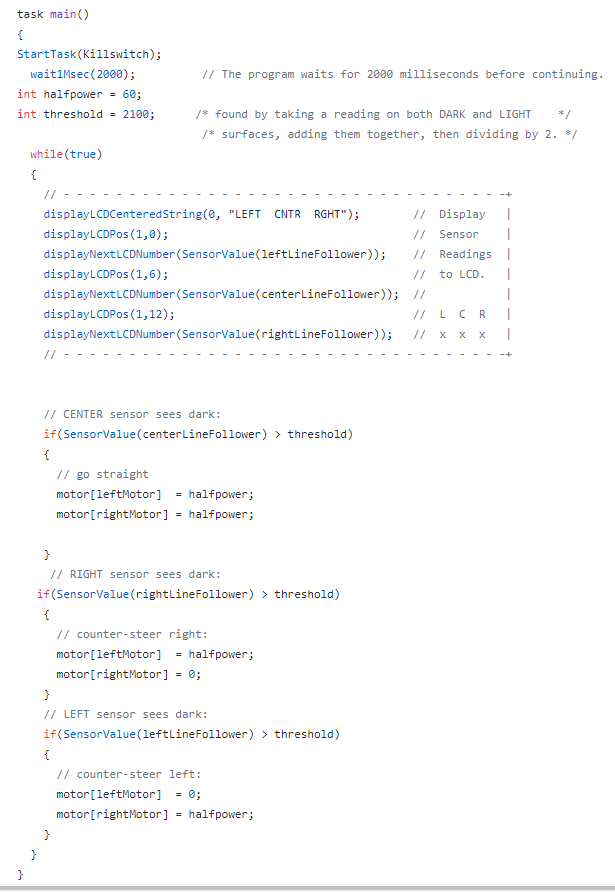 task main()
{
StartTask(Killswitch);
  wait1Msec(2000);          // The program waits for 2000 milliseconds before continuing.
int halfpower = 60;
int threshold = 2100;      /* found by taking a reading on both DARK and LIGHT    */
                            /* surfaces, adding them together, then dividing by 2. */
  while(true)
  {
    // - - - - - - - - - - - - - - - - - - - - - - - - - - - - - - - - - -+
    displayLCDCenteredString(0, "LEFT  CNTR  RGHT");        //  Display   |
    displayLCDPos(1,0);                                     //  Sensor    |
    displayNextLCDNumber(SensorValue(leftLineFollower));    //  Readings  |
    displayLCDPos(1,6);                                     //  to LCD.   |
    displayNextLCDNumber(SensorValue(centerLineFollower));  //            |
    displayLCDPos(1,12);                                    //  L  C  R   |
    displayNextLCDNumber(SensorValue(rightLineFollower));   //  x  x  x   |
    // - - - - - - - - - - - - - - - - - - - - - - - - - - - - - - - - - -+
    // CENTER sensor sees dark:
    if(SensorValue(centerLineFollower) > threshold)
    {
      // go straight
      motor[leftMotor]  = halfpower;
      motor[rightMotor] = halfpower;
    }
     // RIGHT sensor sees dark:
   if(SensorValue(rightLineFollower) > threshold)
    {
      // counter-steer right:
      motor[leftMotor]  = halfpower;
      motor[rightMotor] = 0;
    }
    // LEFT sensor sees dark:
    if(SensorValue(leftLineFollower) > threshold)
    {
      // counter-steer left:
      motor[leftMotor]  = 0;
      motor[rightMotor] = halfpower;
    }
  }
}